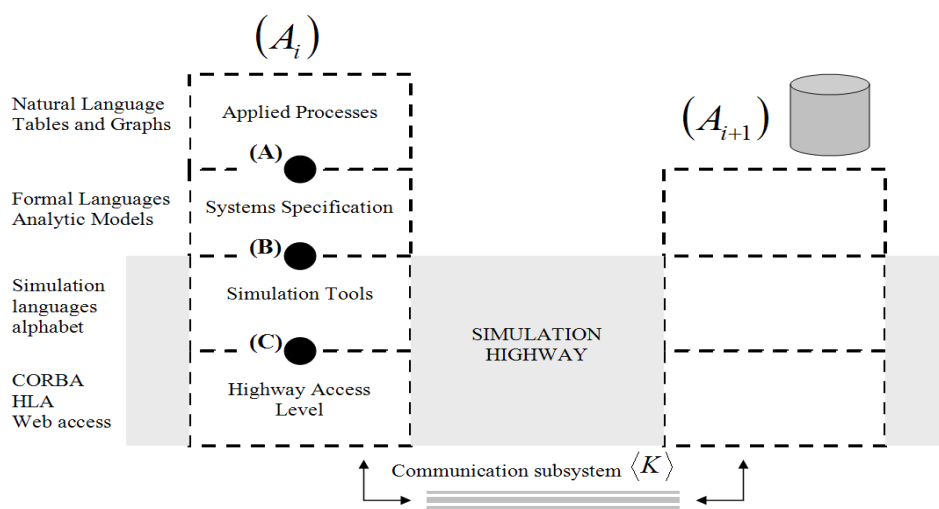 (A_i)
Natural Language
Tables and Graphs
Applied Processes
(A_{i+1})
(A)
Formal Languages
Analytic Models
Systems Specification
(B)
Simulation
languages
alphabet
Simulation Tools
SIMULATION
HIGHWAY
(C)
CORBA
HLA
Web access
Highway Access
Level
Communication subsystem ⟨K⟩